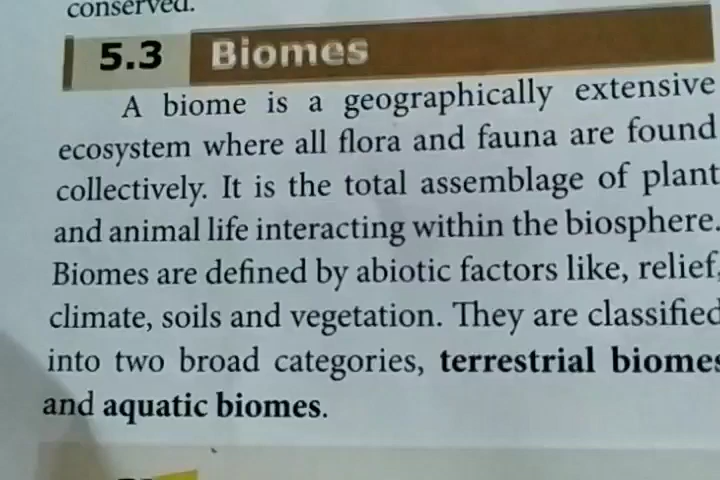 conserved.
5.3 Biomes
A biome is a geographically extensive
ecosystem where all flora and fauna are found
collectively. It is the total assemblage of plant
and animal life interacting within the biosphere.
Biomes are defined by abiotic factors like, relief,
climate, soils and vegetation. They are classified
into two broad categories, terrestrial biomes
and aquatic biomes.